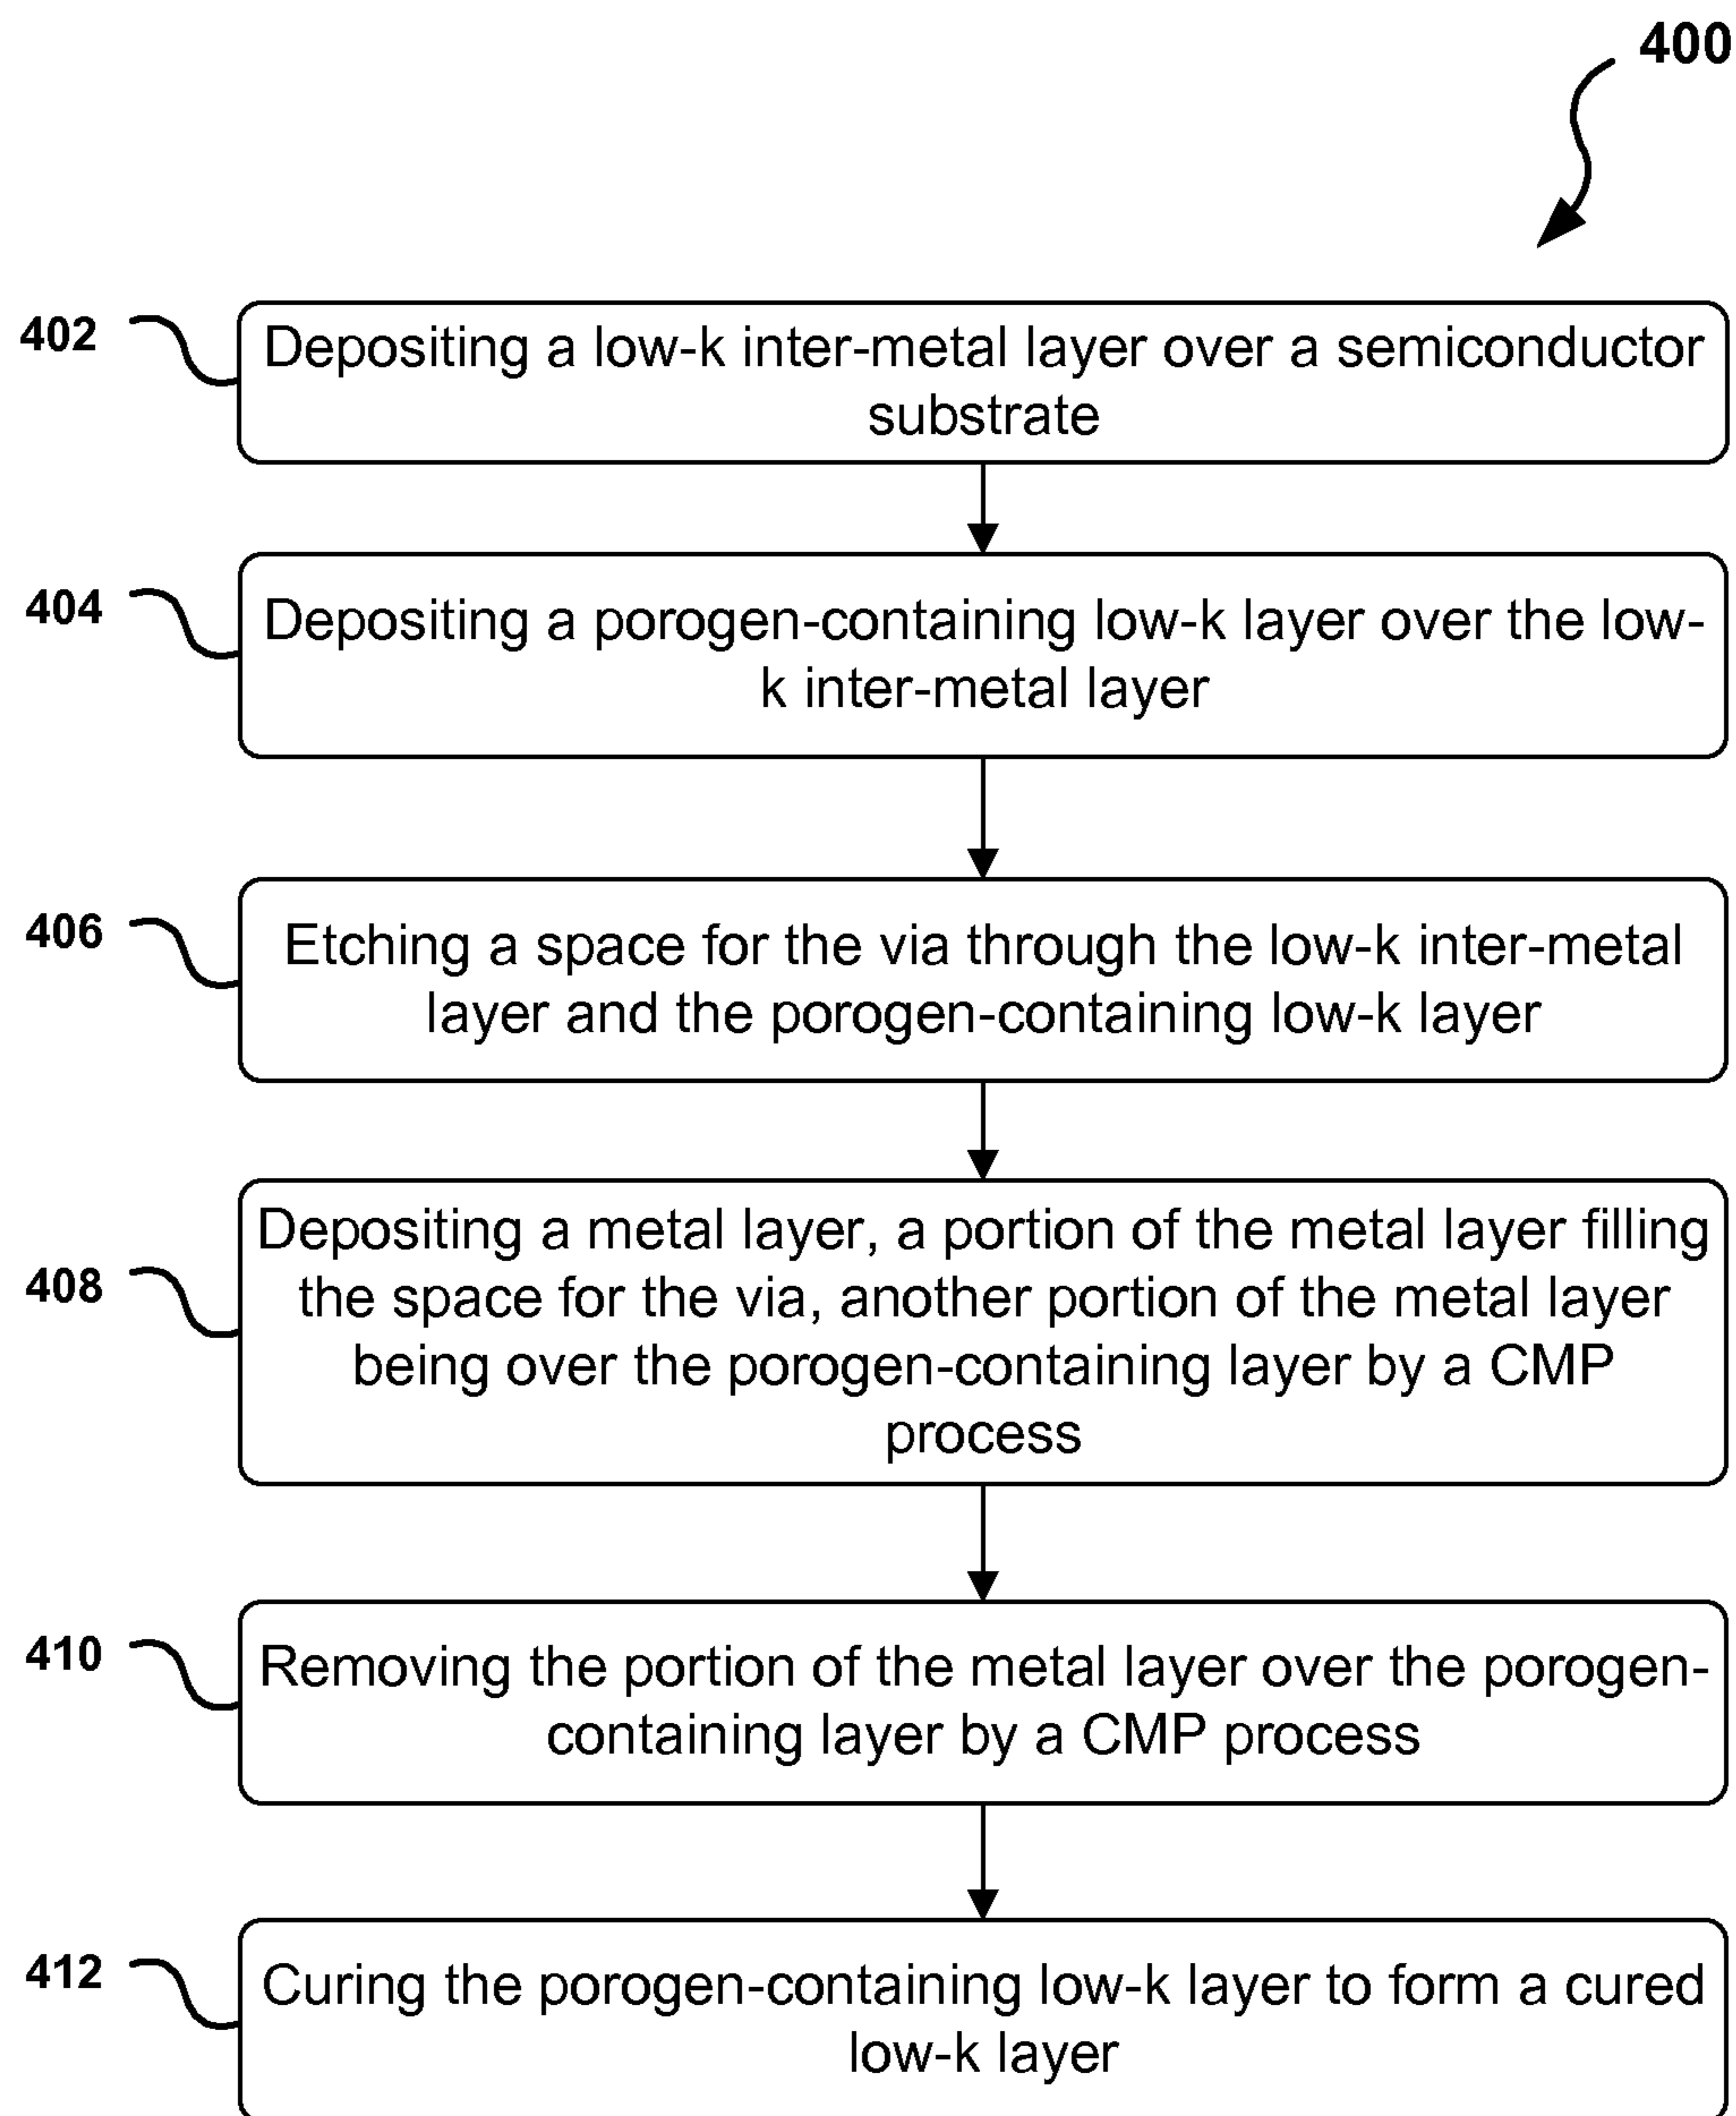 400
402
Depositing a low-k inter-metal layer over a semiconductor
substrate
404
Depositing a porogen-containing low-k layer over the low-
k inter-metal layer
406
Etching a space for the via through the low-k inter-metal
layer and the porogen-containing low-k layer
408
Depositing a metal layer, a portion of the metal layer filling
the space for the via, another portion of the metal layer
being over the porogen-containing layer by a CMP
process
410
Removing the portion of the metal layer over the porogen-
containing layer by a CMP process
412
Curing the porogen-containing low-k layer to form a cured
low-k layer